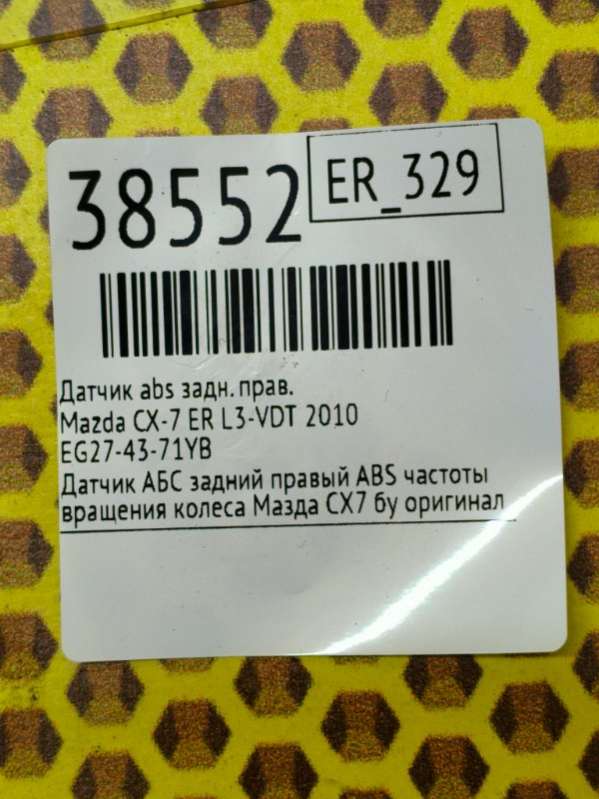 38552
ER_329
Датчик abs задн. прав.
Mazda CX-7 ER L3-VDT 2010
EG27-43-71YB
Датчик АБС задний правый ABS частоты
вращения колеса Мазда СХ7 бу оригинал